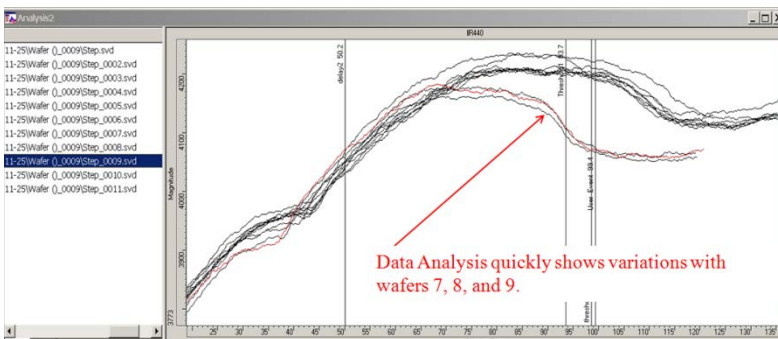 Analysis2
IR440
11-25\Wafer ()_0009\Step.svd
11-25\Wafer ()_0009\Step_0002.svd
11-25\Wafer ()_0009\Step_0003.svd
11-25\Wafer ()_0009\Step_0004.svd
11-25\Wafer ()_0009\Step_0005.svd
11-25\Wafer ()_0009\Step_0006.svd
11-25\Wafer ()_0009\Step_0007.svd
11-25\Wafer ()_0009\Step_0008.svd
11-25\Wafer ()_0009\Step_0009.svd
11-25\Wafer ()_0009\Step_0010.svd
11-25\Wafer ()_0009\Step_0011.svd
Magnitude
4200
4100
4000
3900
3773
delay2 50.2
User Event 99.4
Data Analysis quickly shows variations with
wafers 7, 8, and 9.
25' 30' 35' 40' 45' 50' 55' 60' 65' 70' 75' 80' 85' 90' 95' 100' 105' 110' 115' 120' 125' 130' 135'